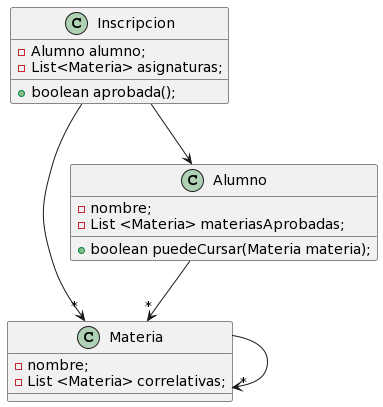 C Inscripcion
Alumno alumno;
List<Materia> asignaturas;
boolean aprobada();
C Alumno
nombre;
List <Materia> materiasAprobadas;
boolean puedeCursar(Materia materia);
*
*
C Materia
nombre;
List <Materia> correlativas;
*